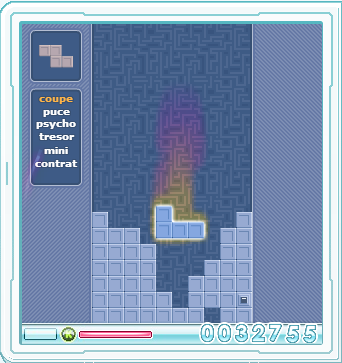 coupe
puce
psycho
tresor
mini
contrat
0032755